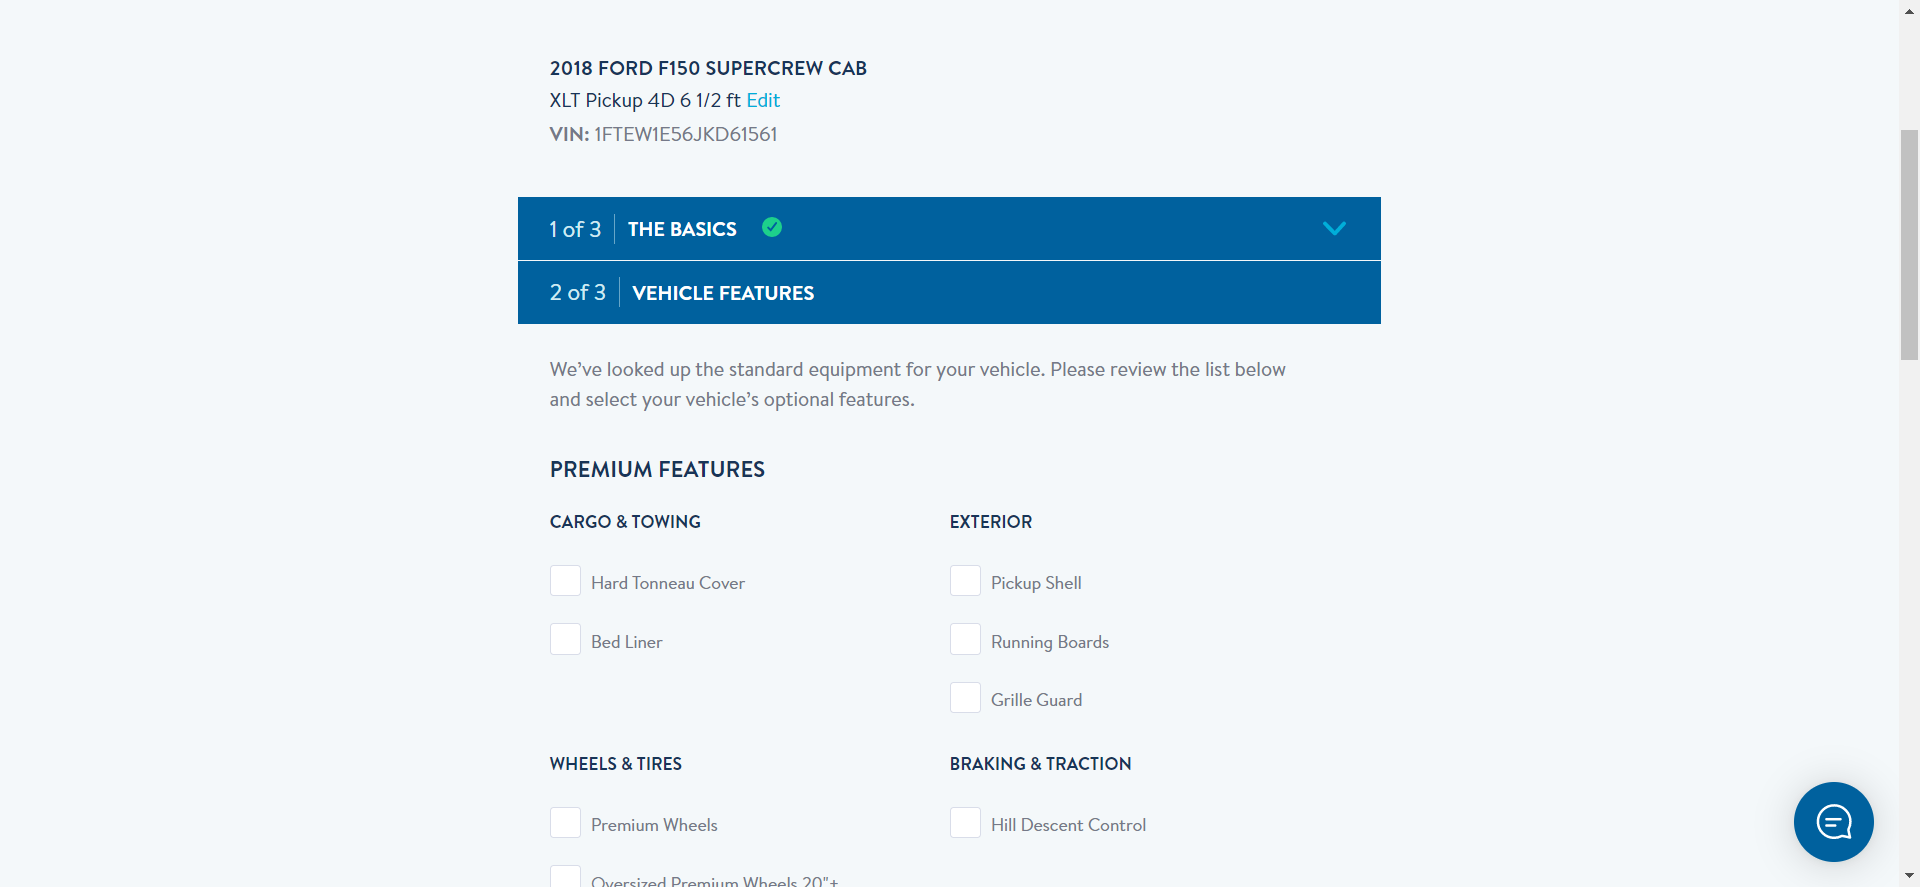 2018 FORD F150 SUPERCREW CAB
XLT Pickup 4D 6 1/2 ft Edit
VIN: 1FTEW1E56JKD61561
1 of 3 THE BASICS
2 of 3 VEHICLE FEATURES
We’ve looked up the standard equipment for your vehicle. Please review the list below
and select your vehicle’s optional features.
PREMIUM FEATURES
CARGO & TOWING
Hard Tonneau Cover
Bed Liner
EXTERIOR
Pickup Shell
Running Boards
Grille Guard
WHEELS & TIRES
Premium Wheels
Oversized Premium Wheels 20"+
BRAKING & TRACTION
Hill Descent Control